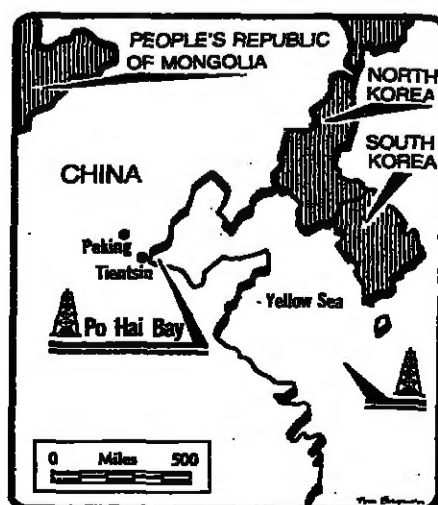 PEOPLE'S REPUBLIC
OF MONGOLIA
NORTH
KOREA
SOUTH
KOREA
CHINA
Peking
Tientsin
Yellow Sea
Po Hai Bay
0 Miles 500